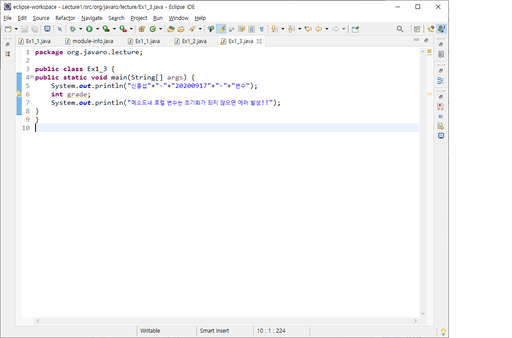 eclipse-workspace - Lecture1/src/org/javaro/lecture/Ex1_3.java - Eclipse IDE
File Edit Source Refactor Navigate Search Project Run Window Help
Ex1_1.java module-info.java Ex1_1.java Ex1_2.java Ex1_3.java
1 package org.javaro.lecture;
2
3 public class Ex1_3 {
4 public static void main(String[] args) {
5 System.out.println("신홍섭"+"-"+"20200917"+"-"+"변수");
6 int grade;
7 System.out.println("메소드내 로컬 변수는 초기화가 되지 않으면 에러 발생!!");
8 }
9 }
10
Writable Smart Insert 10 : 1 : 224